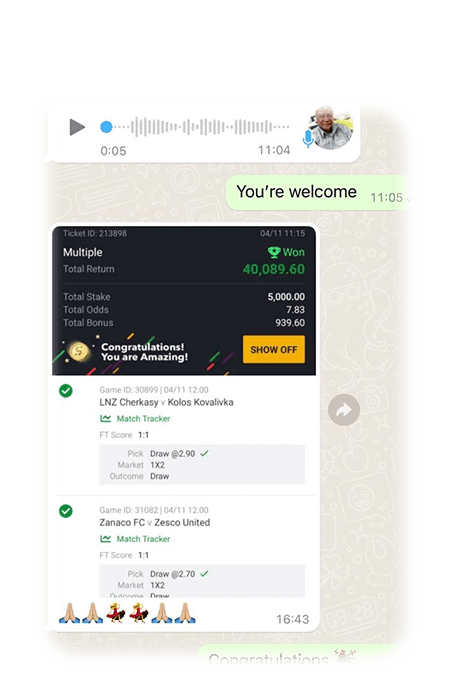 0:05 11:04
You're welcome 11:05
Ticket ID: 213898 04/11 11:15
Multiple Won
Total Return 40,089.60
Total Stake 5,000.00
Total Odds 7.83
Total Bonus 939.60
Congratulations!
You are Amazing!
SHOW OFF
Game ID: 30899 | 04/11 12:00
LNZ Cherkasy v Kolos Kovalivka
Match Tracker
FT Score 1:1
Pick Draw @2.90
Market 1X2
Outcome Draw
Game ID: 31082 | 04/11 12:00
Zanaco FC v Zesco United
Match Tracker
FT Score 1:1
Pick Draw @2.70
Market 1X2
Outcome Draw
🙏🏼🙏🏼💃🏼💃🏼🙏🏼🙏🏼 16:43
Congratulations 🎉